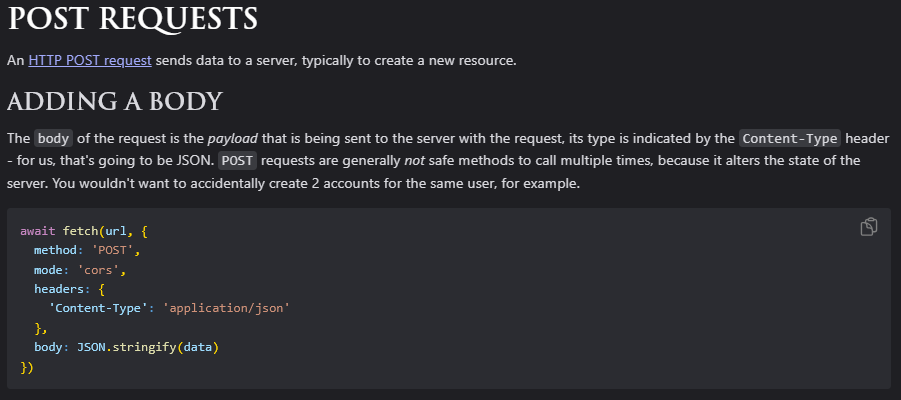 POST REQUESTS
An HTTP POST request sends data to a server, typically to create a new resource.
ADDING A BODY
The body of the request is the payload that is being sent to the server with the request, its type is indicated by the Content-Type header
- for us, that's going to be JSON. POST requests are generally not safe methods to call multiple times, because it alters the state of the
server. You wouldn't want to accidentally create 2 accounts for the same user, for example.
await fetch(url, {
  method: 'POST',
  mode: 'cors',
  headers: {
    'Content-Type': 'application/json'
  },
  body: JSON.stringify(data)
})